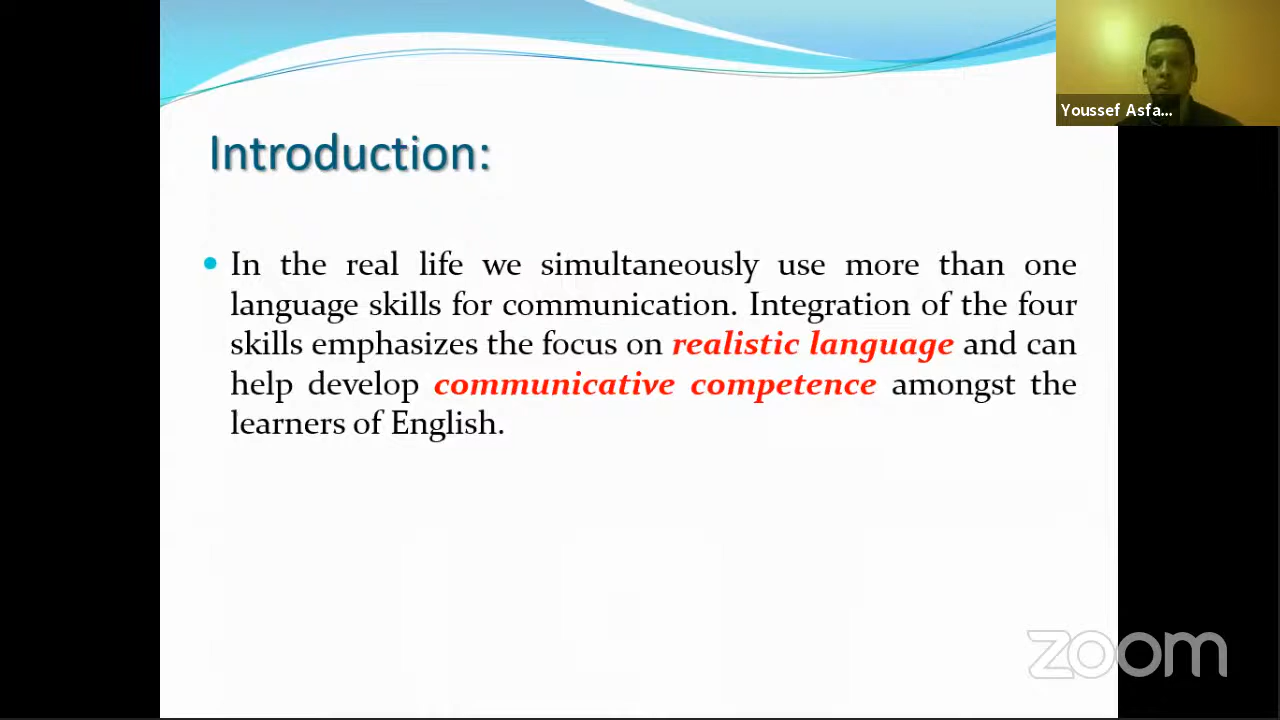 Youssef Asfa...
Introduction:
In the real life we simultaneously use more than one
language skills for communication. Integration of the four
skills emphasizes the focus on realistic language and can
help develop communicative competence amongst the
learners of English.
zoom